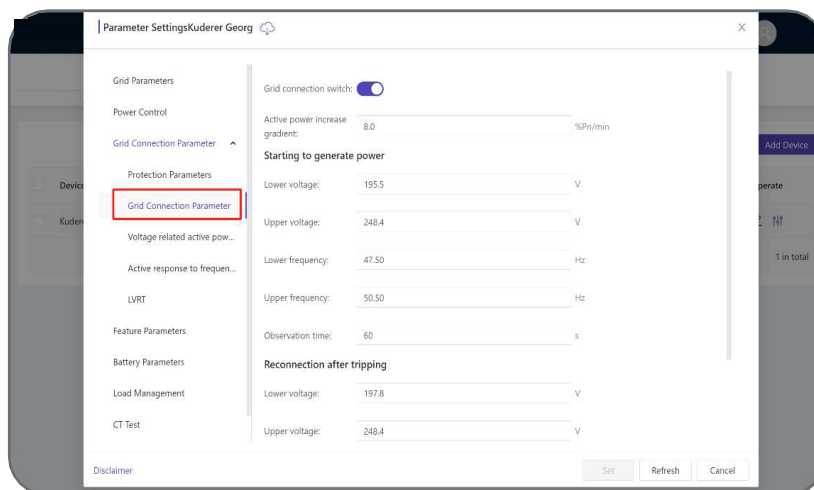 Parameter SettingsKuderer Georg
X
Grid Parameters
Power Control
Grid Connection Parameter
Protection Parameters
Grid Connection Parameter
Voltage related active pow...
Active response to frequen...
LVRT
Feature Parameters
Battery Parameters
Load Management
CT Test
Grid connection switch:
Active power increase gradient: 8.0 %Pn/min
Starting to generate power
Lower voltage: 195.5 V
Upper voltage: 248.4 V
Lower frequency: 47.50 Hz
Upper frequency: 50.50 Hz
Observation time: 60 s
Reconnection after tripping
Lower voltage: 197.8 V
Upper voltage: 248.4 V
Disclaimer
Set
Refresh
Cancel
Add Device
Device
perate
Kuder
1 in total